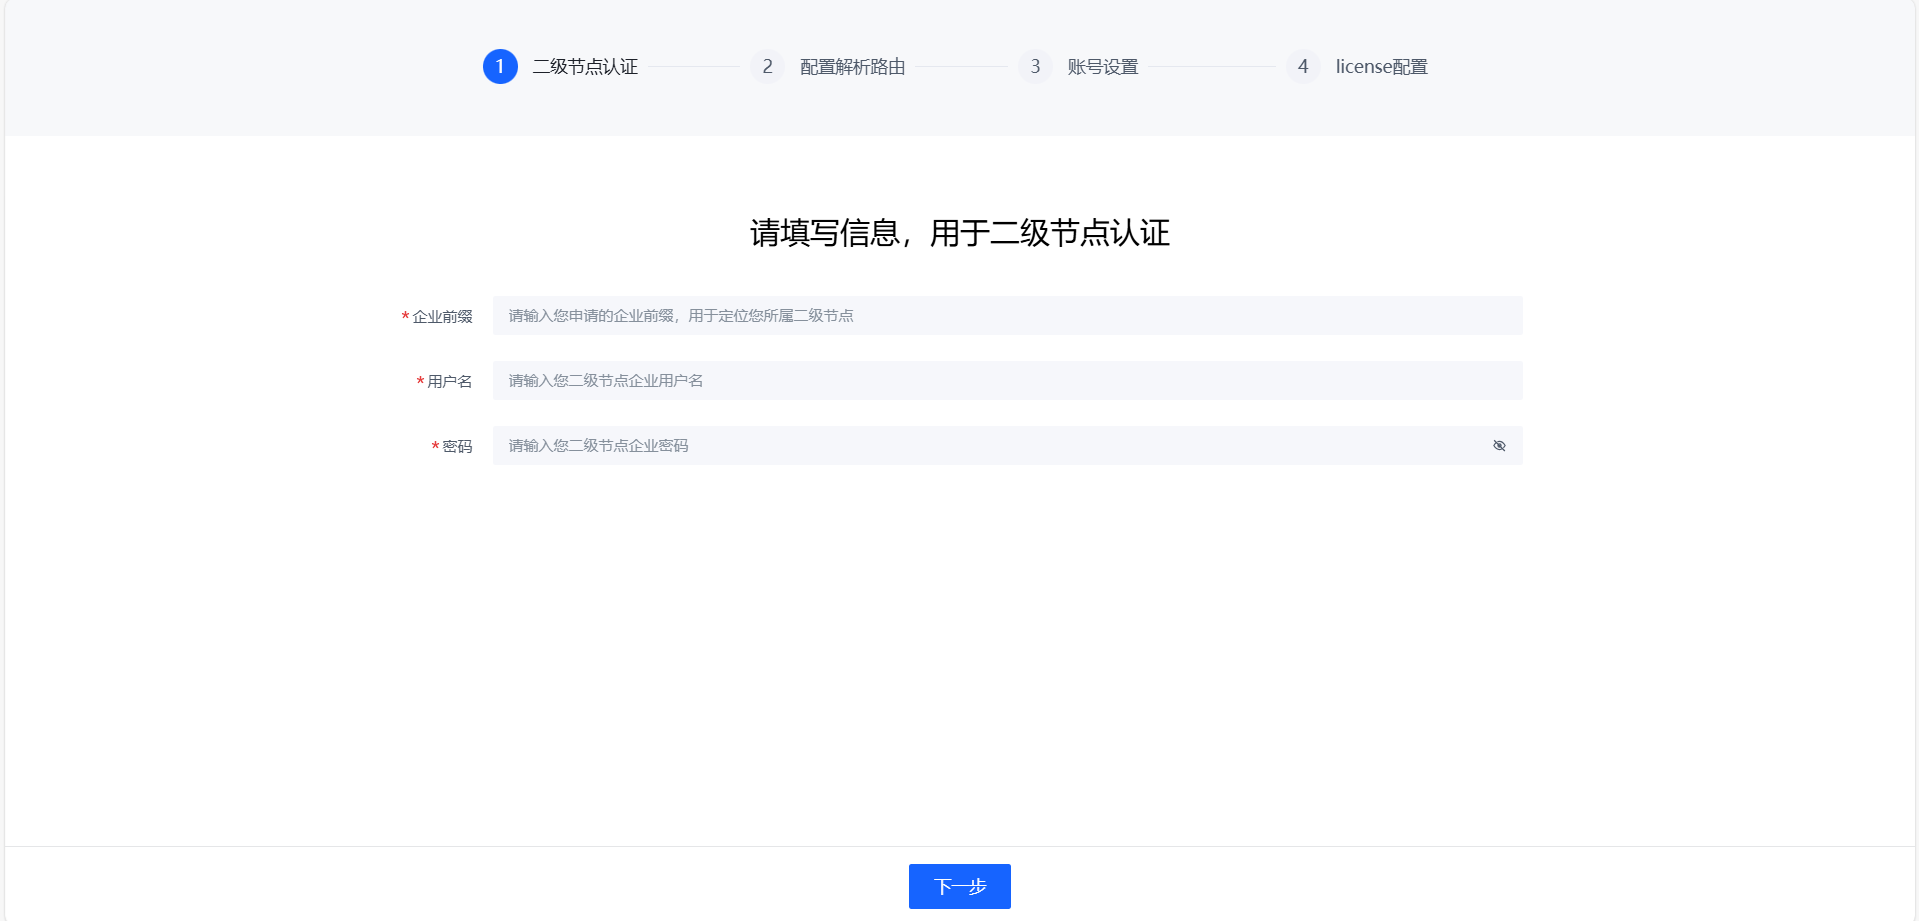 1 二级节点认证 2 配置解析路由 3 账号设置 4 license配置
请填写信息，用于二级节点认证
*企业前缀 请输入您申请的企业前缀，用于定位您所属二级节点
*用户名 请输入您二级节点企业用户名
*密码 请输入您二级节点企业密码
下一步